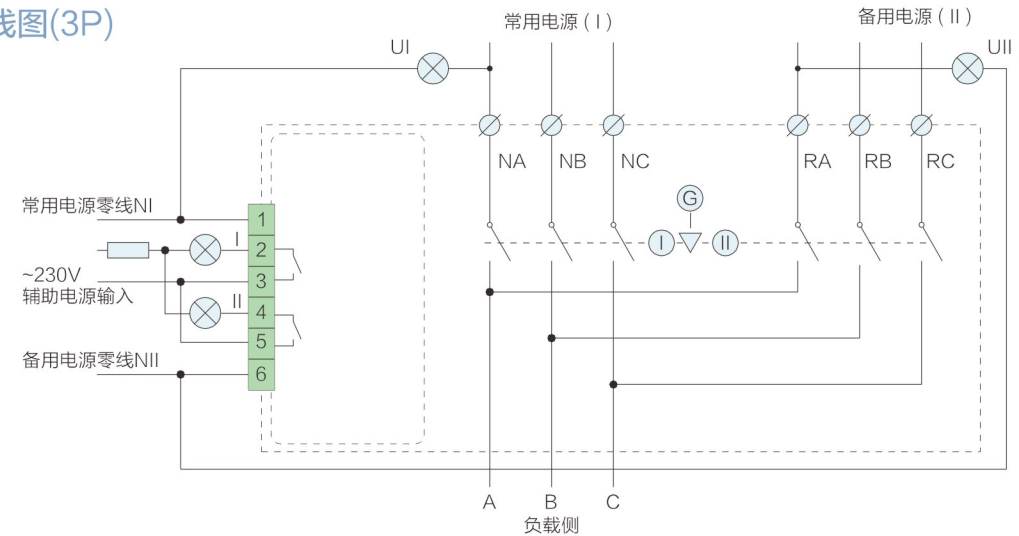 线图(3P)
常用电源 ( I )
备用电源 ( II )
UI
UII
NA
NB
NC
RA
RB
RC
G
I
II
常用电源零线NI
1
I
2
~230V
3
辅助电源输入
II
4
5
备用电源零线NII
6
A
B
C
负载侧